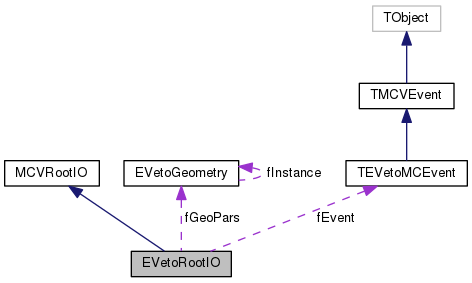 TObject
TMCVEvent
MCVRootIO
EVetoGeometry
fInstance
TEVetoMCEvent
fGeoPars
fEvent
EVetoRootIO